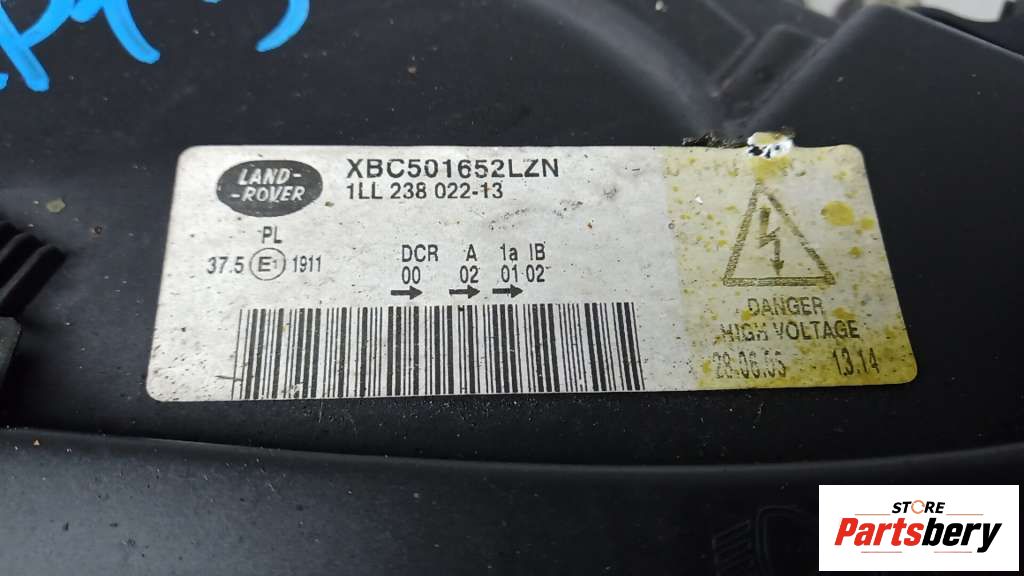 LAND-
-ROVER
XBC501652LZN
1LL 238 022-13
PL
37.5 E1 1911
DCR A 1a IB
00 02 01 02
DANGER
HIGH VOLTAGE
13.14
STORE
Partsbery